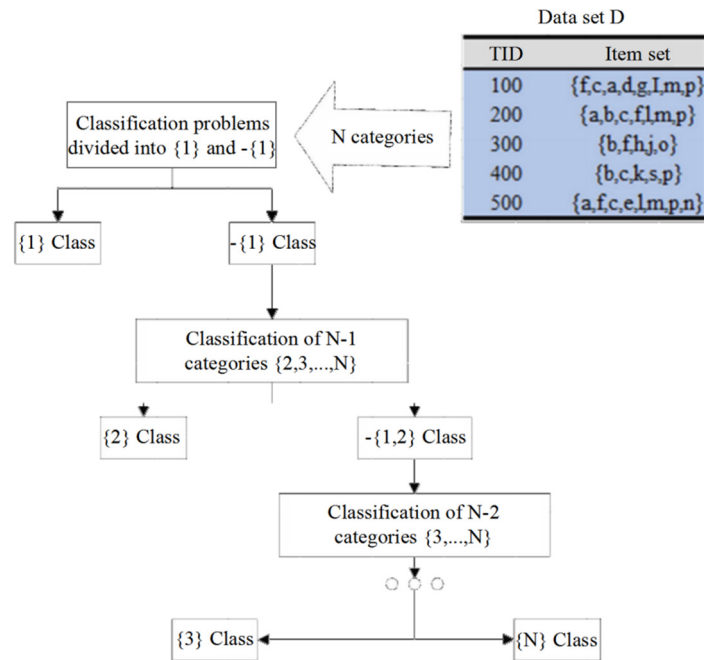 Data set D
TID Item set
100 {f,c,a,d,g,I,m,p}
200 {a,b,c,f,l,m,p}
300 {b,f,h,j,o}
400 {b,c,k,s,p}
500 {a,f,c,e,l,m,p,n}
N categories
Classification problems
divided into {1} and -{1}
{1} Class
-{1} Class
Classification of N-1
categories {2,3,...,N}
{2} Class
-{1,2} Class
Classification of N-2
categories {3,...,N}
{3} Class
{N} Class